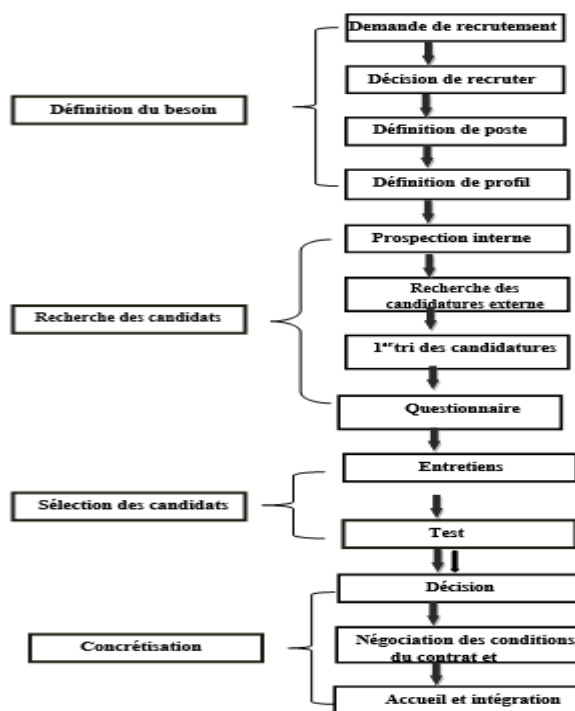 Demande de recrutement
Décision de recruter
Définition du besoin
Définition de poste
Définition de profil
Prospection interne
Recherche des
candidatures externe
Recherche des candidats
1er tri des candidatures
Questionnaire
Entretiens
Sélection des candidats
Test
Décision
Négociation des conditions
du contrat et
Concrétisation
Accueil et intégration